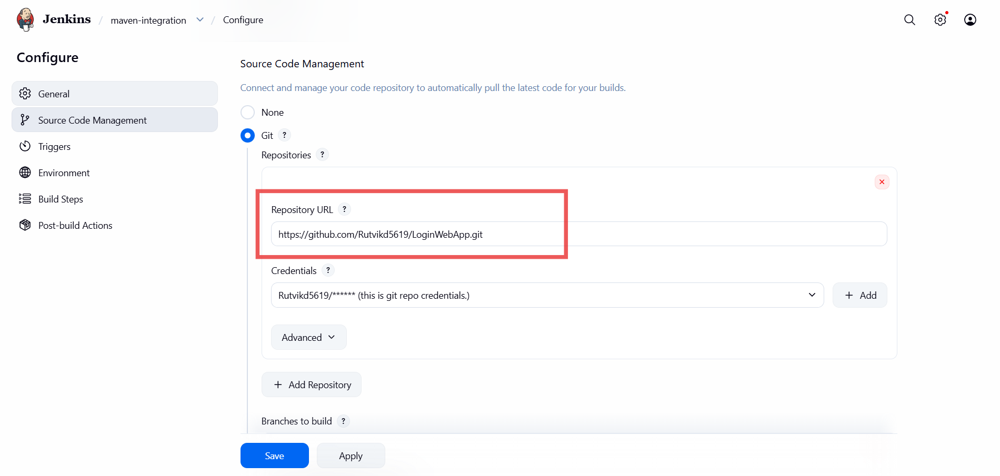 Jenkins / maven-integration / Configure
Configure
General
Source Code Management
Triggers
Environment
Build Steps
Post-build Actions
Source Code Management
Connect and manage your code repository to automatically pull the latest code for your builds.
None
Git ?
Repositories ?
Repository URL ?
https://github.com/Rutvikd5619/LoginWebApp.git
Credentials ?
Rutvikd5619/****** (this is git repo credentials.)
+ Add
Advanced
+ Add Repository
Branches to build ?
Save
Apply